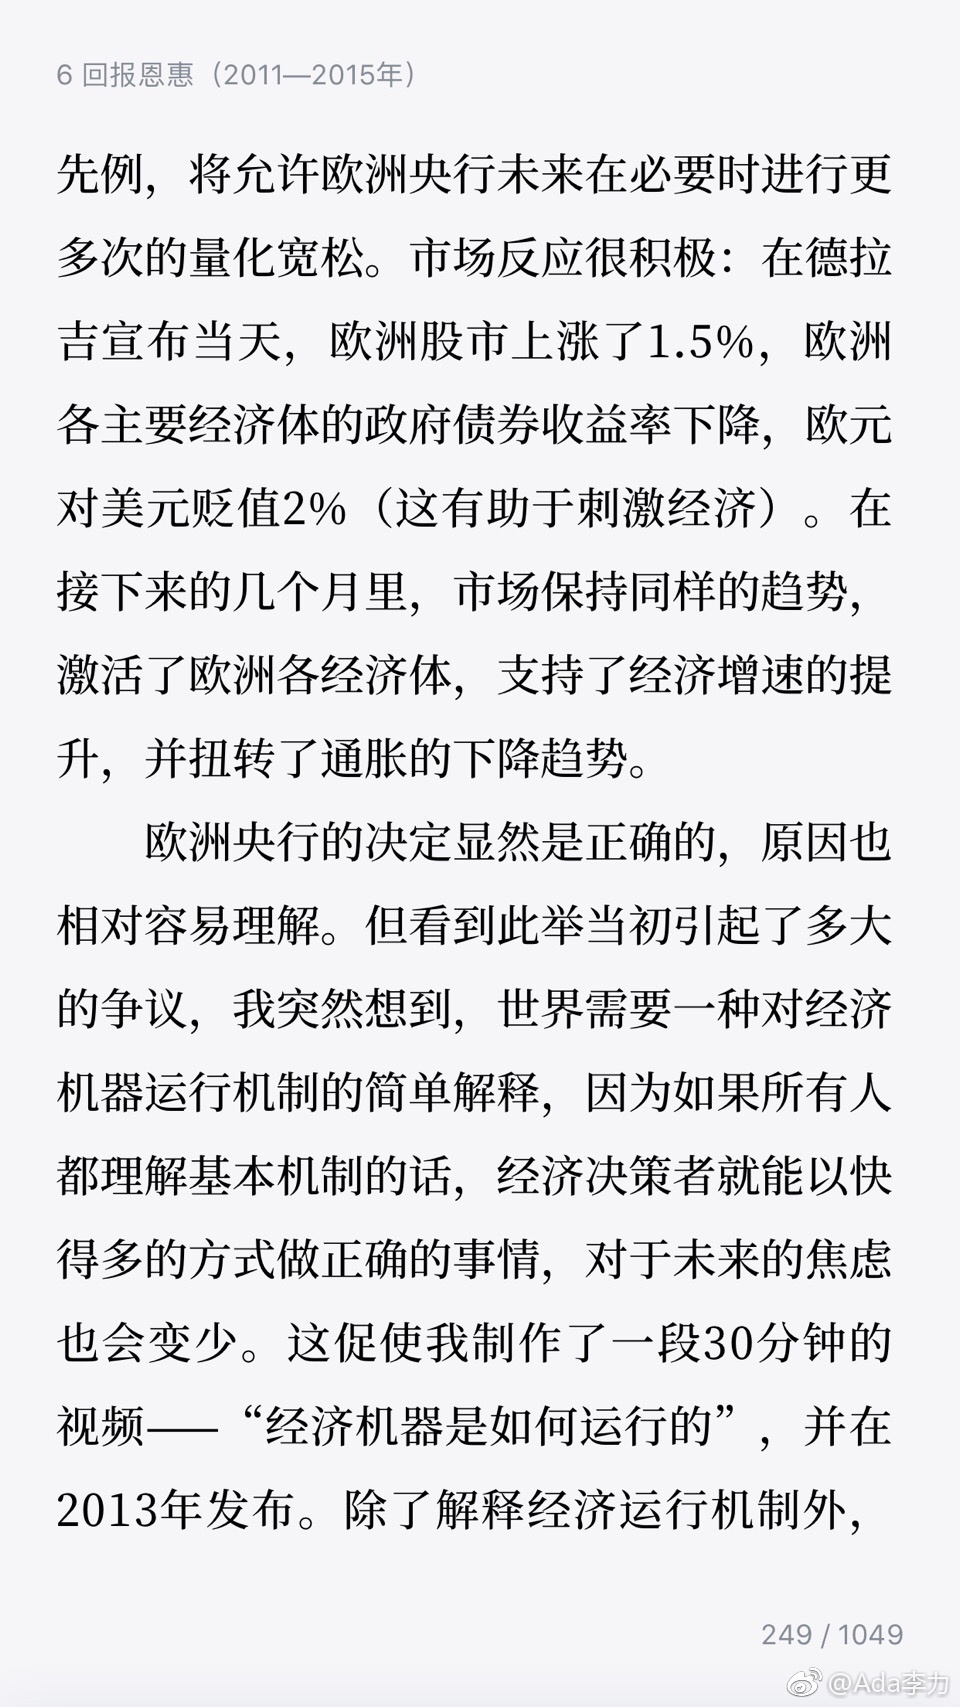 6 回报恩惠（2011—2015年）
先例，将允许欧洲央行未来在必要时进行更
多次的量化宽松。市场反应很积极：在德拉
吉宣布当天，欧洲股市上涨了1.5%，欧洲
各主要经济体的政府债券收益率下降，欧元
对美元贬值2%（这有助于刺激经济）。在
接下来的几个月里，市场保持同样的趋势，
激活了欧洲各经济体，支持了经济增速的提
升，并扭转了通胀的下降趋势。
欧洲央行的决定显然是正确的，原因也
相对容易理解。但看到此举当初引起了多大
的争议，我突然想到，世界需要一种对经济
机器运行机制的简单解释，因为如果所有人
都理解基本机制的话，经济决策者就能以快
得多的方式做正确的事情，对于未来的焦虑
也会变少。这促使我制作了一段30分钟的
视频——“经济机器是如何运行的”，并在
2013年发布。除了解释经济运行机制外，
249 / 1049
@Ada李力